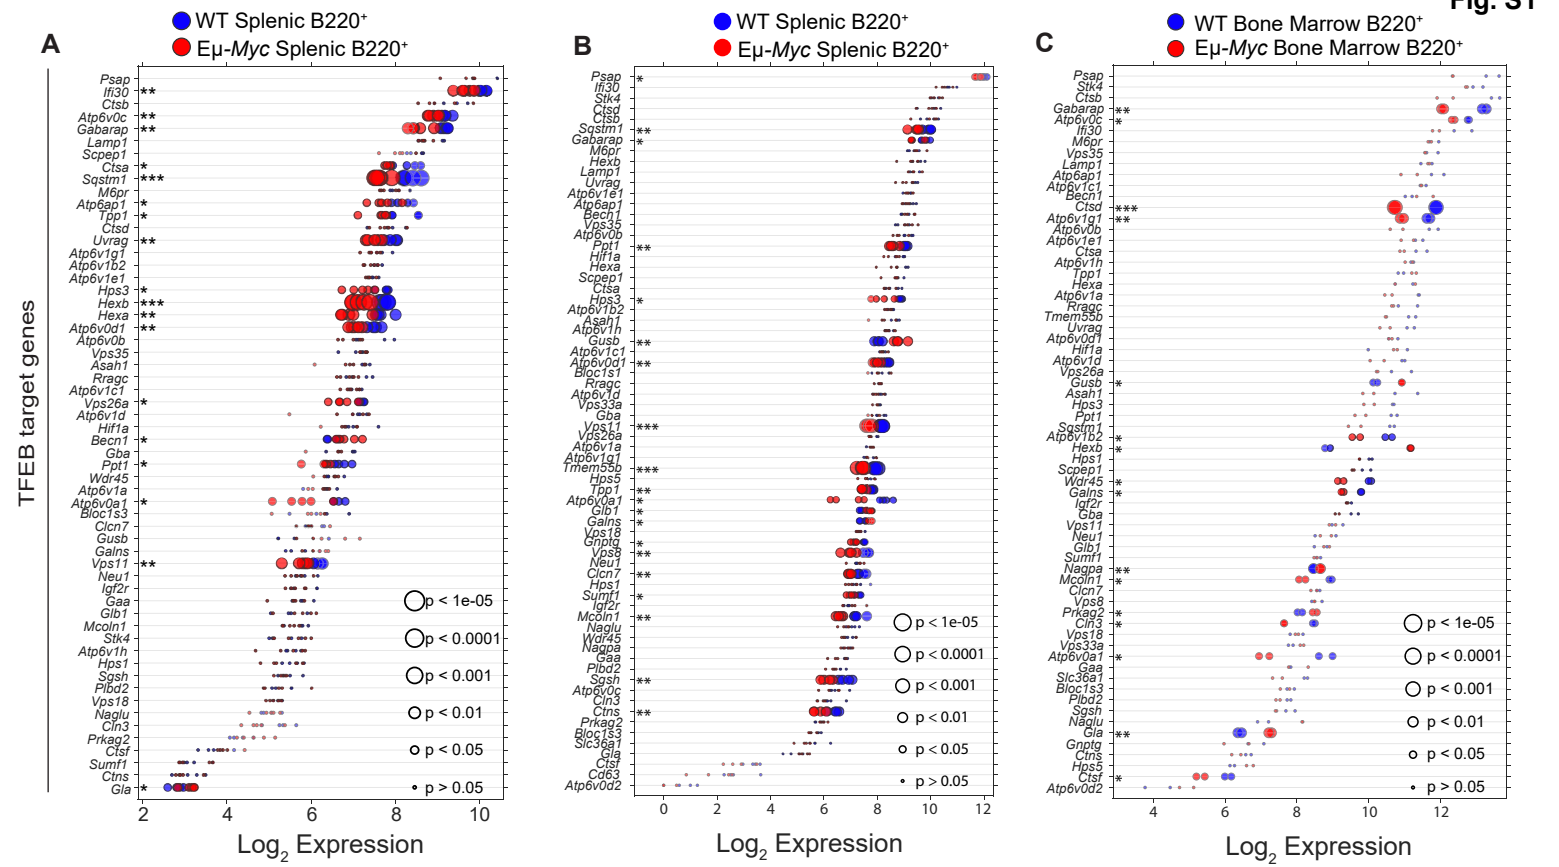 Fig. S1
A
WT Splenic B220+
Eμ-Myc Splenic B220+
TFEB target genes
Psap
Ifi30 **
Ctsb
Atp6v0c **
Gabarap **
Lamp1
Scpep1
Ctsa *
Sqstm1 ***
M6pr
Atp6ap1 *
Tpp1 *
Ctsd
Uvrag **
Atp6v1g1
Atp6v1b2
Atp6v1e1
Hps3 *
Hexb ***
Hexa **
Atp6v0d1 **
Atp6v0b
Vps35
Asah1
Rragc
Atp6v1c1
Vps26a *
Atp6v1d
Hif1a
Becn1 *
Gba
Ppt1 *
Wdr45
Atp6v1a
Atp6v0a1 *
Bloc1s3
Clcn7
Gusb
Galns
Vps11 **
Neu1
Igf2r
Gaa
Glb1
Mcoln1
Stk4
Atp6v1h
Hps1
Sgsh
Plbd2
Vps18
Naglu
Cln3
Prkag2
Ctsf
Sumf1
Ctns
Gla *
p < 1e-05
p < 0.0001
p < 0.001
p < 0.01
p < 0.05
p > 0.05
2 4 6 8 10
Log2 Expression
B
WT Splenic B220+
Eμ-Myc Splenic B220+
Psap *
Ifi30
Stk4
Ctsd
Ctsb
Sqstm1 **
Gabarap *
M6pr
Hexb
Lamp1
Uvrag
Atp6v1e1
Atp6ap1
Becn1
Vps35
Atp6v0b
Ppt1 **
Hif1a
Hexa
Scpep1
Ctsa
Hps3 *
Atp6v1b2
Asah1
Atp6v1h
Gusb **
Atp6v1c1
Atp6v0d1 **
Bloc1s1
Rragc
Atp6v1d
Vps33a
Gba
Vps11 ***
Vps26a
Atp6v1a
Atp6v1g1
Tmem55b ***
Hps5
Tpp1 **
Atp6v0a1 *
Glb1 *
Galns *
Vps18
Gnptg *
Vps8 **
Neu1
Clcn7 **
Hps1
Sumf1 *
Igf2r
Mcoln1 **
Naglu
Wdr45
Nagpa
Gaa
Plbd2
Sgsh **
Atp6v0c
Cln3
Ctns **
Prkag2
Bloc1s3
Slc36a1
Gla
Ctsf
Cd63
Atp6v0d2
p < 1e-05
p < 0.0001
p < 0.001
p < 0.01
p < 0.05
p > 0.05
0 2 4 6 8 10 12
Log2 Expression
C
WT Bone Marrow B220+
Eμ-Myc Bone Marrow B220+
Psap
Stk4
Ctsb
Gabarap **
Atp6v0c *
Ifi30
M6pr
Vps35
Lamp1
Atp6ap1
Atp6v1c1
Becn1
Ctsd ***
Atp6v1g1 **
Atp6v0b
Atp6v1e1
Ctsa
Atp6v1h
Tpp1
Hexa
Atp6v1a
Rragc
Tmem55b
Uvrag
Atp6v0d1
Hif1a
Atp6v1d
Vps26a
Gusb *
Asah1
Hps3
Ppt1
Sqstm1
Atp6v1b2 *
Hexb *
Hps1
Scpep1
Wdr45 *
Galns *
Igf2r
Gba
Vps11
Neu1
Glb1
Sumf1
Nagpa **
Mcoln1 *
Clcn7
Vps8
Prkag2 *
Cln3 *
Vps18
Vps33a
Atp6v0a1 *
Gaa
Slc36a1
Bloc1s3
Plbd2
Sgsh
Naglu
Gla **
Gnptg
Ctns
Hps5
Ctsf *
Atp6v0d2
p < 1e-05
p < 0.0001
p < 0.001
p < 0.01
p < 0.05
p > 0.05
4 6 8 10 12
Log2 Expression